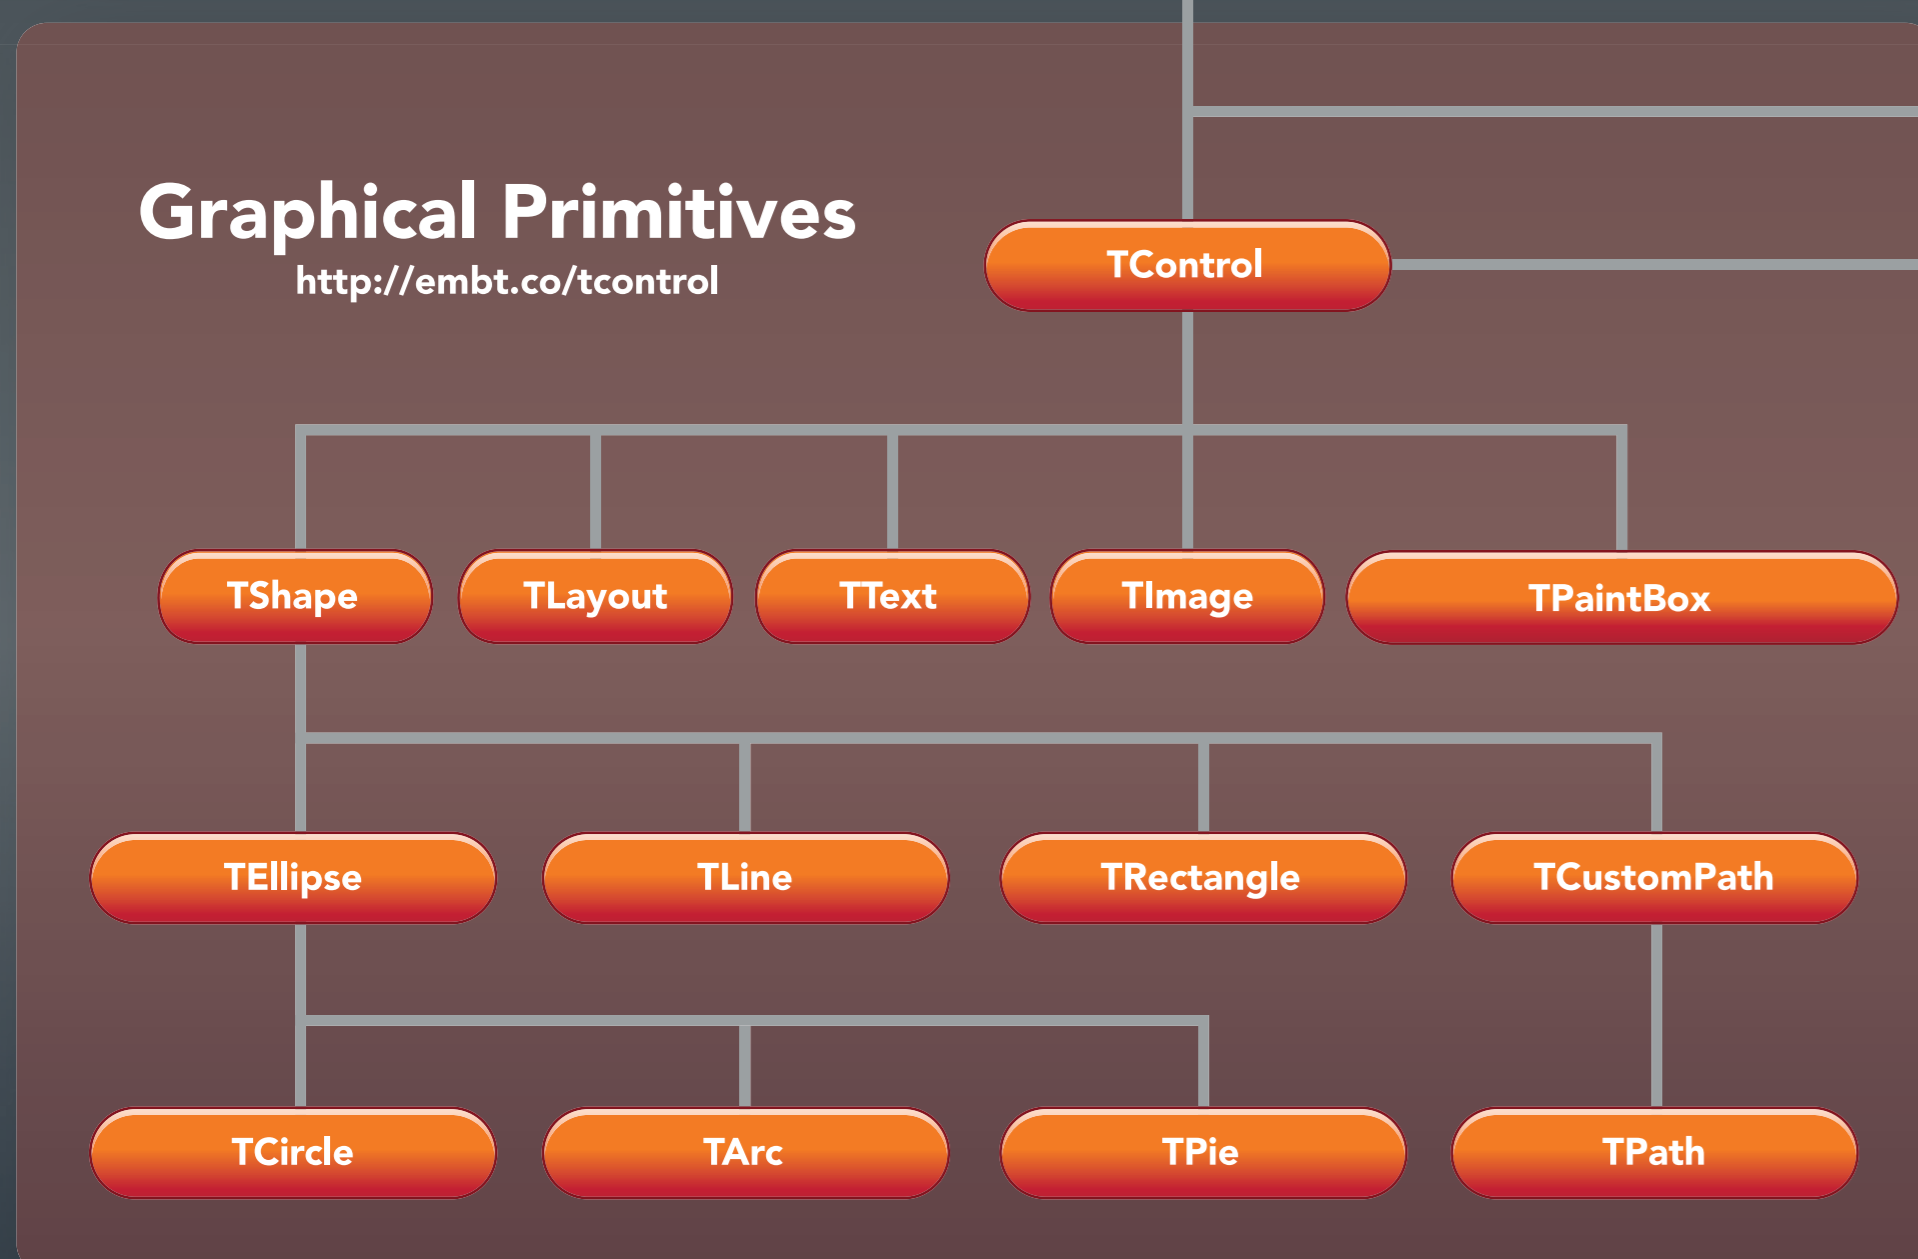 Graphical Primitives
http://embt.co/tcontrol
TControl
TShape
TLayout
TText
TImage
TPaintBox
TEllipse
TLine
TRectangle
TCustomPath
TCircle
TArc
TPie
TPath